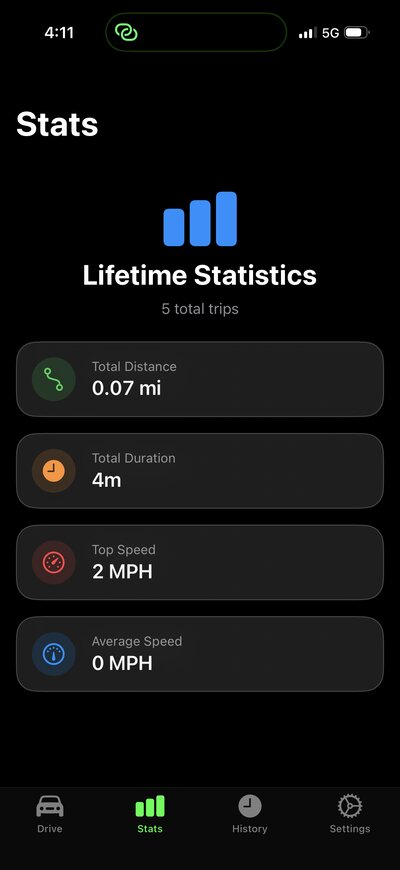 4:11
5G
Stats
Lifetime Statistics
5 total trips
Total Distance
0.07 mi
Total Duration
4m
Top Speed
2 MPH
Average Speed
0 MPH
Drive
Stats
History
Settings